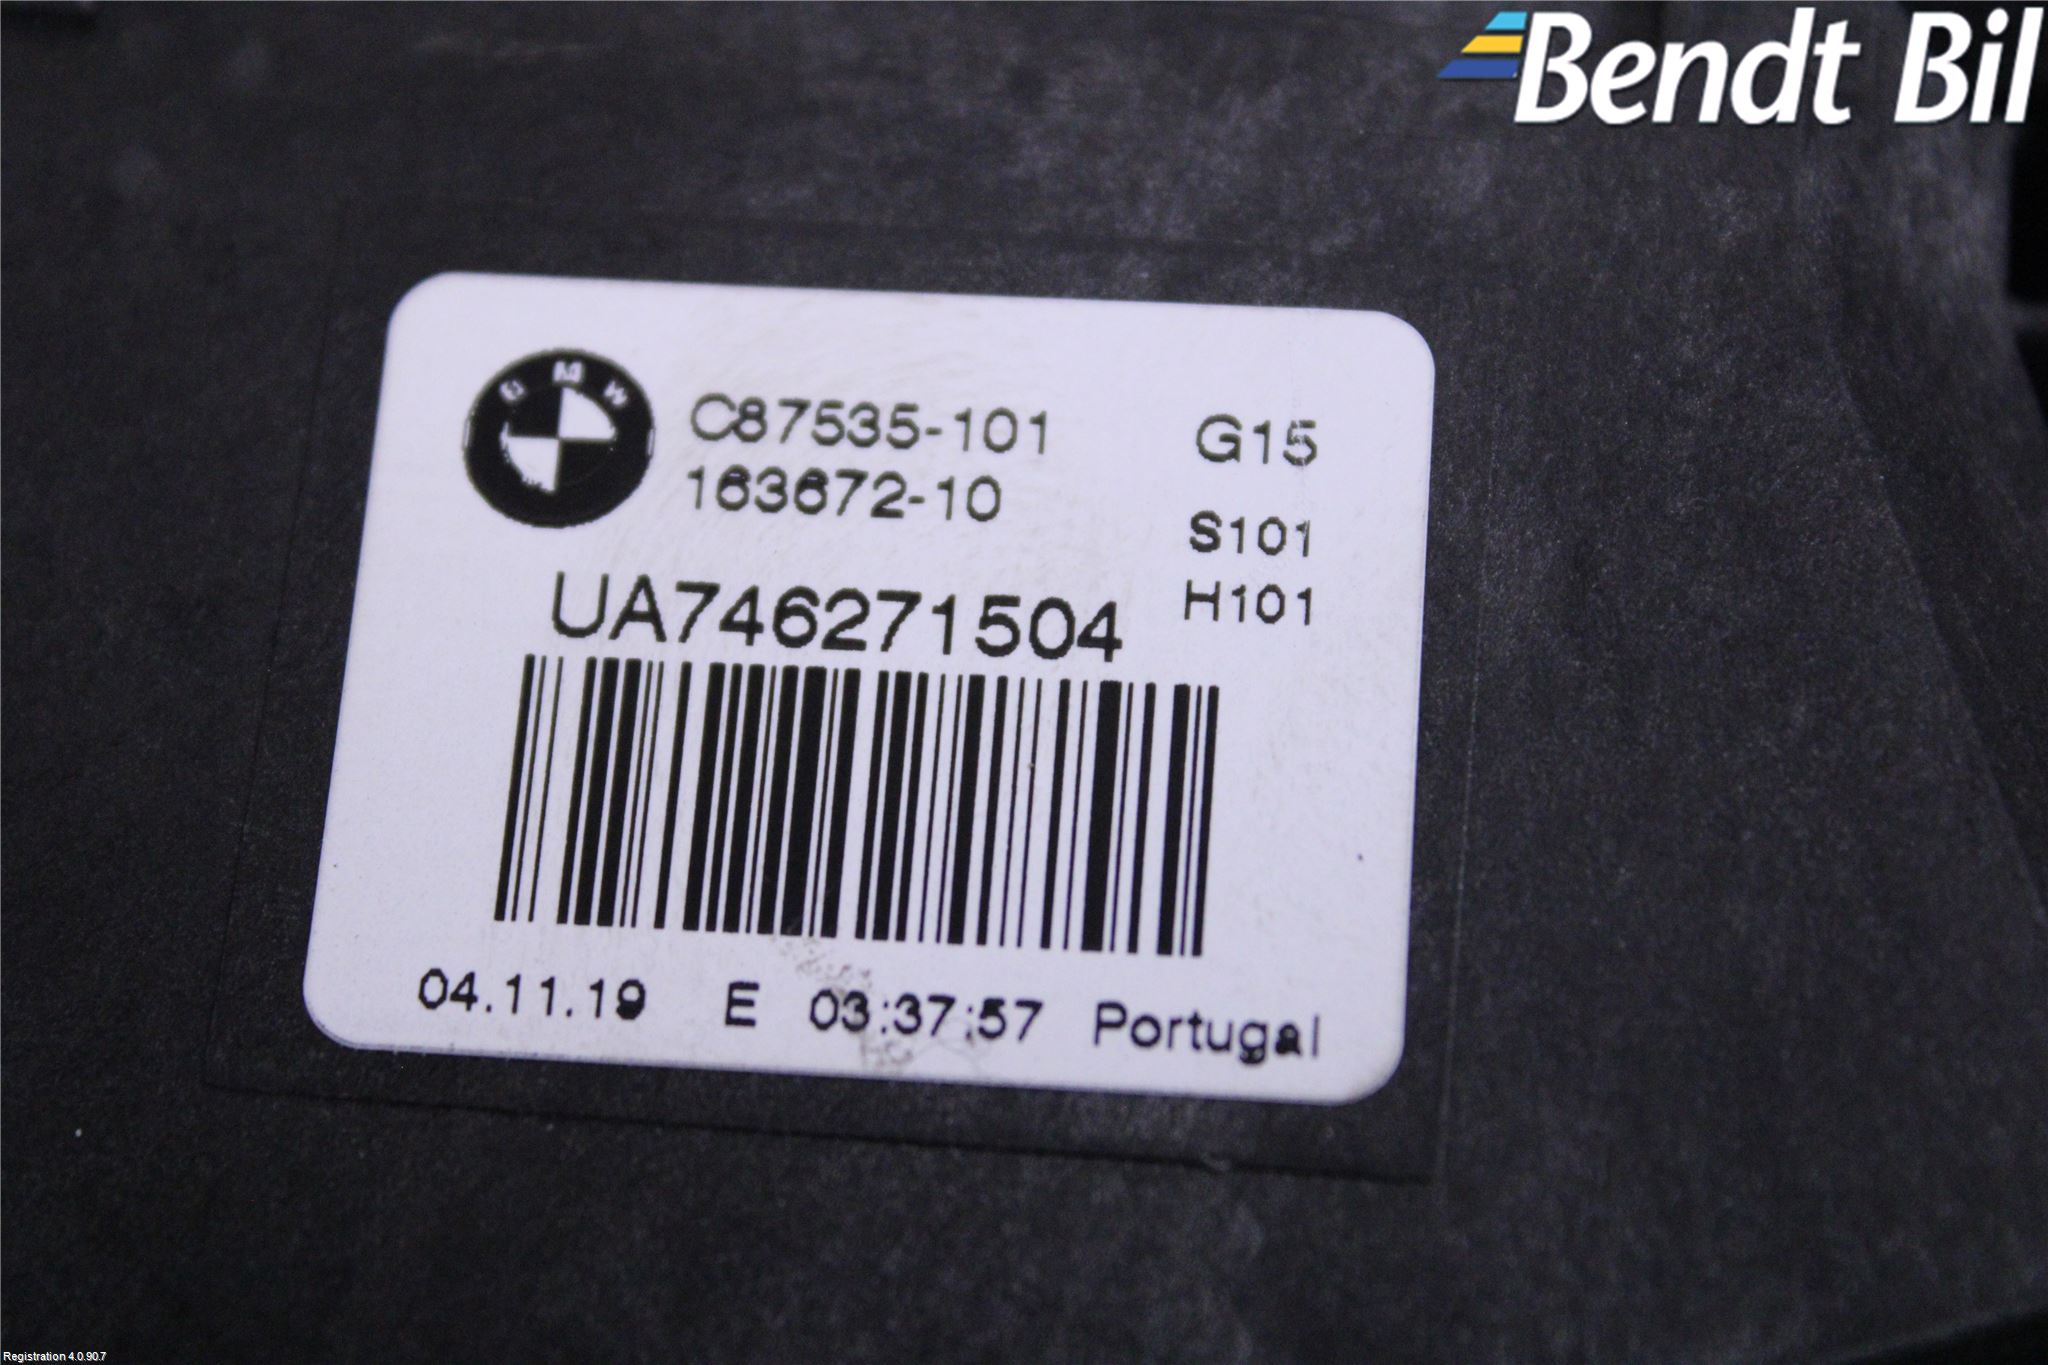 Bendt Bil
BMW
C87535-101
G15
163672-10
S101
H101
UA746271504
04.11.19 E 03:37:57 Portugal
Registration 4.0.90.7